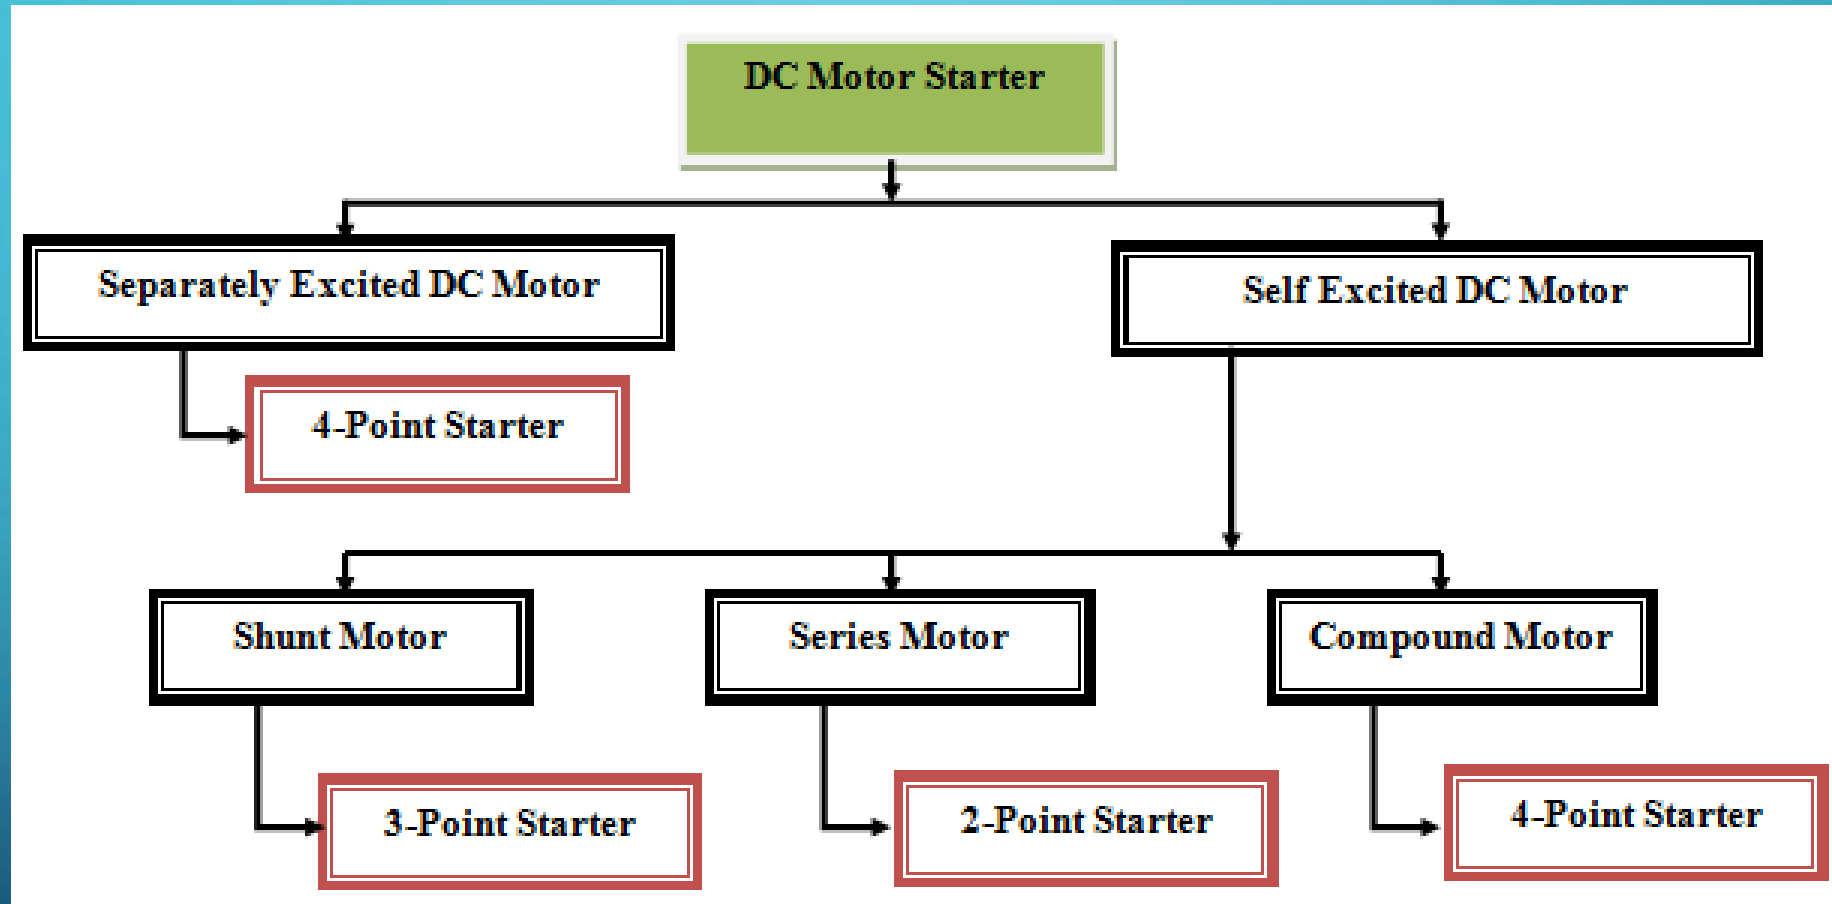 DC Motor Starter
Separately Excited DC Motor
Self Excited DC Motor
4-Point Starter
Shunt Motor
Series Motor
Compound Motor
3-Point Starter
2-Point Starter
4-Point Starter